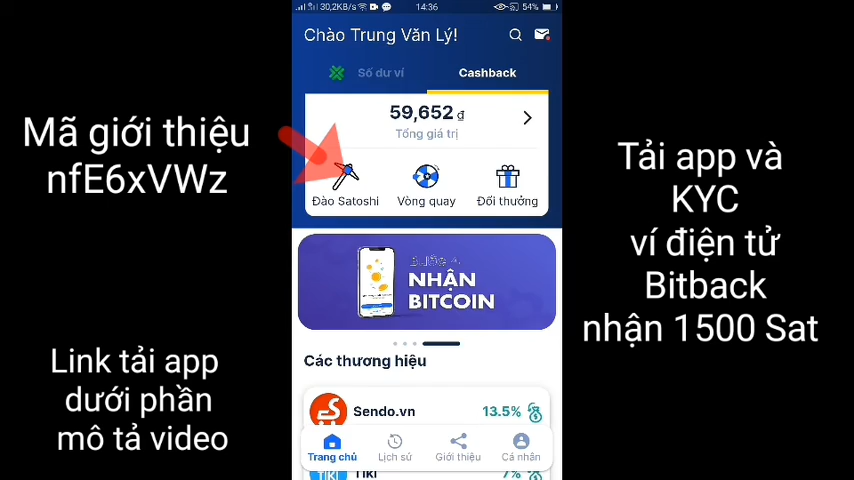 30,2KB/s 14:36 54%
Chào Trung Văn Lý!
Số dư ví Cashback
59,652 ₫
Tổng giá trị
Đào Satoshi Vòng quay Đổi thưởng
NHẬN
BITCOIN
Các thương hiệu
Sendo.vn 13.5%
Trang chủ Lịch sử Giới thiệu Cá nhân
TIKI Tiki 7%
Mã giới thiệu
nfE6xVWz
Link tải app
dưới phần
mô tả video
Tải app và
KYC
ví điện tử
Bitback
nhận 1500 Sat